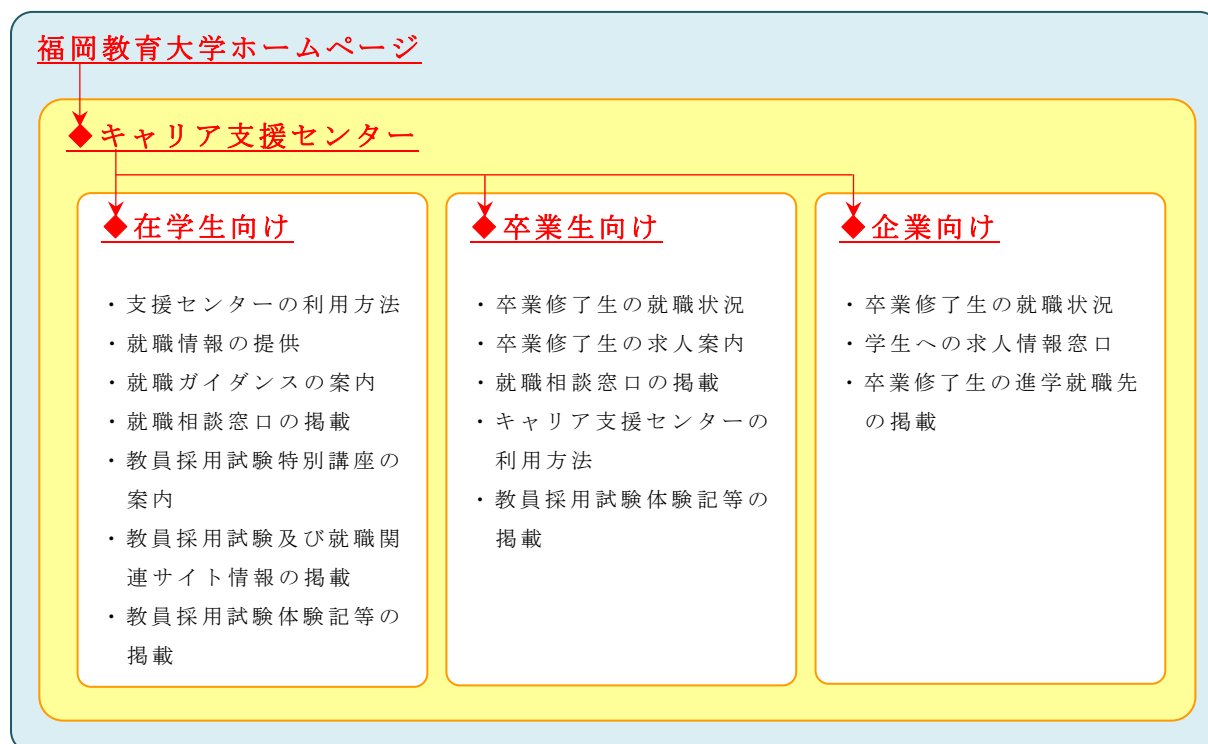 福岡教育大学ホームページ
◆キャリア支援センター
◆在学生向け
・支援センターの利用方法
・就職情報の提供
・就職ガイダンスの案内
・就職相談窓口の掲載
・教員採用試験特別講座の
案内
・教員採用試験及び就職関
連サイト情報の掲載
・教員採用試験体験記等の
掲載
◆卒業生向け
・卒業修了生の就職状況
・卒業修了生の求人案内
・就職相談窓口の掲載
・キャリア支援センターの
利用方法
・教員採用試験体験記等の
掲載
◆企業向け
・卒業修了生の就職状況
・学生への求人情報窓口
・卒業修了生の進学就職先
の掲載